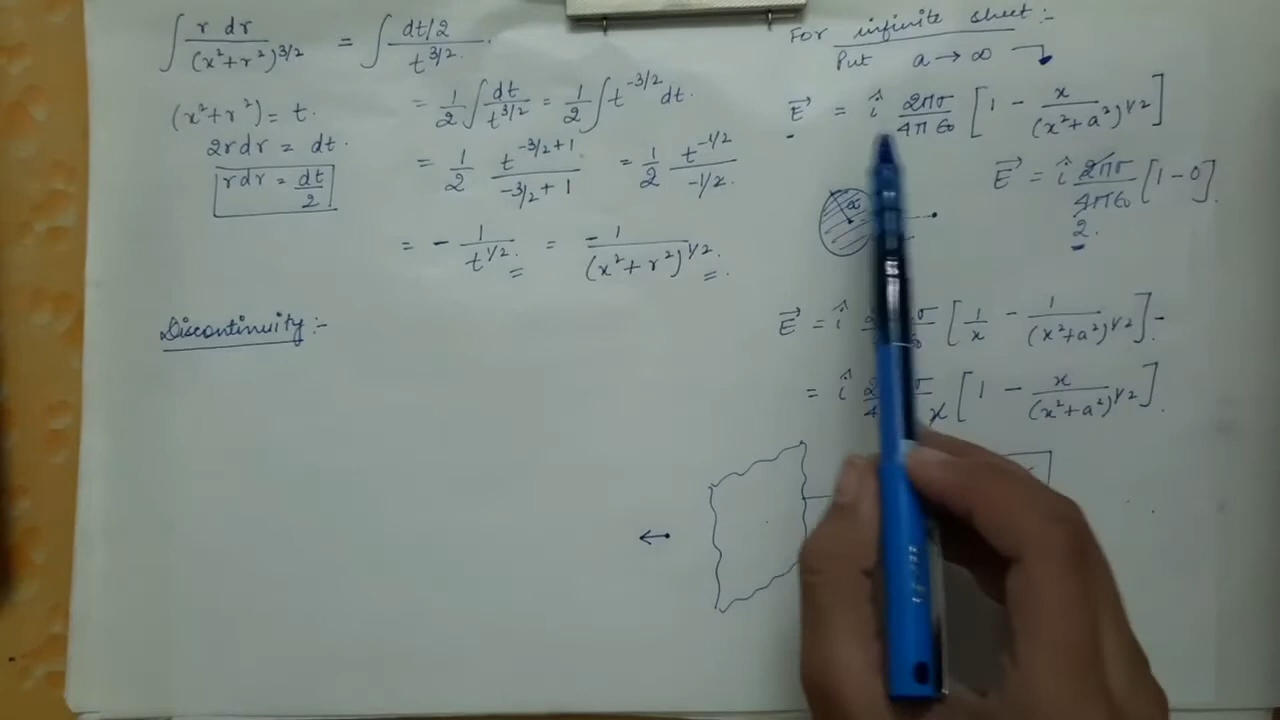 ∫ r dr / (x²+r²)^3/2 = ∫ dt/2 / t^3/2.
(x²+r²) = t.
2rdr = dt.
rdr = dt/2
= 1/2 ∫ dt / t^3/2 = 1/2 ∫ t^-3/2 dt.
= 1/2 t^-3/2+1 / -3/2+1 = 1/2 t^-1/2 / -1/2.
= - 1 / t^1/2. = -1 / (x²+r²)^1/2.
Discontinuity:-
For infinite sheet:-
Put a → ∞
E⃗ = î 2πσ / 4πϵ₀ [1 - x / (x²+a²)^1/2]
E⃗ = î 2πσ / 4πϵ₀ [1-0].
2.
E⃗ = î σ [1/x - 1 / (x²+a²)^1/2].
= î x [1 - x / (x²+a²)^1/2].